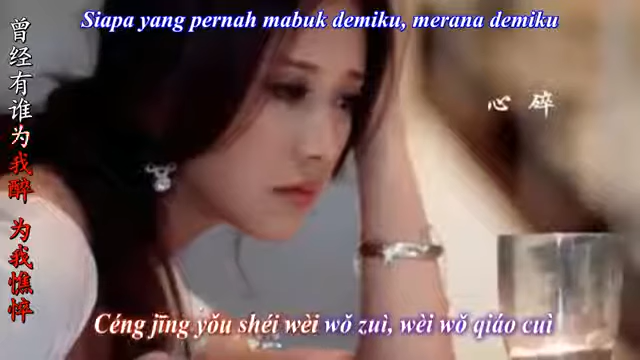 Siapa yang pernah mabuk demiku, merana demiku
曾经有谁为我醉 为我憔悴
心碎
Céng jīng yǒu shéi wèi wǒ zuì, wèi wǒ qiáo cuì